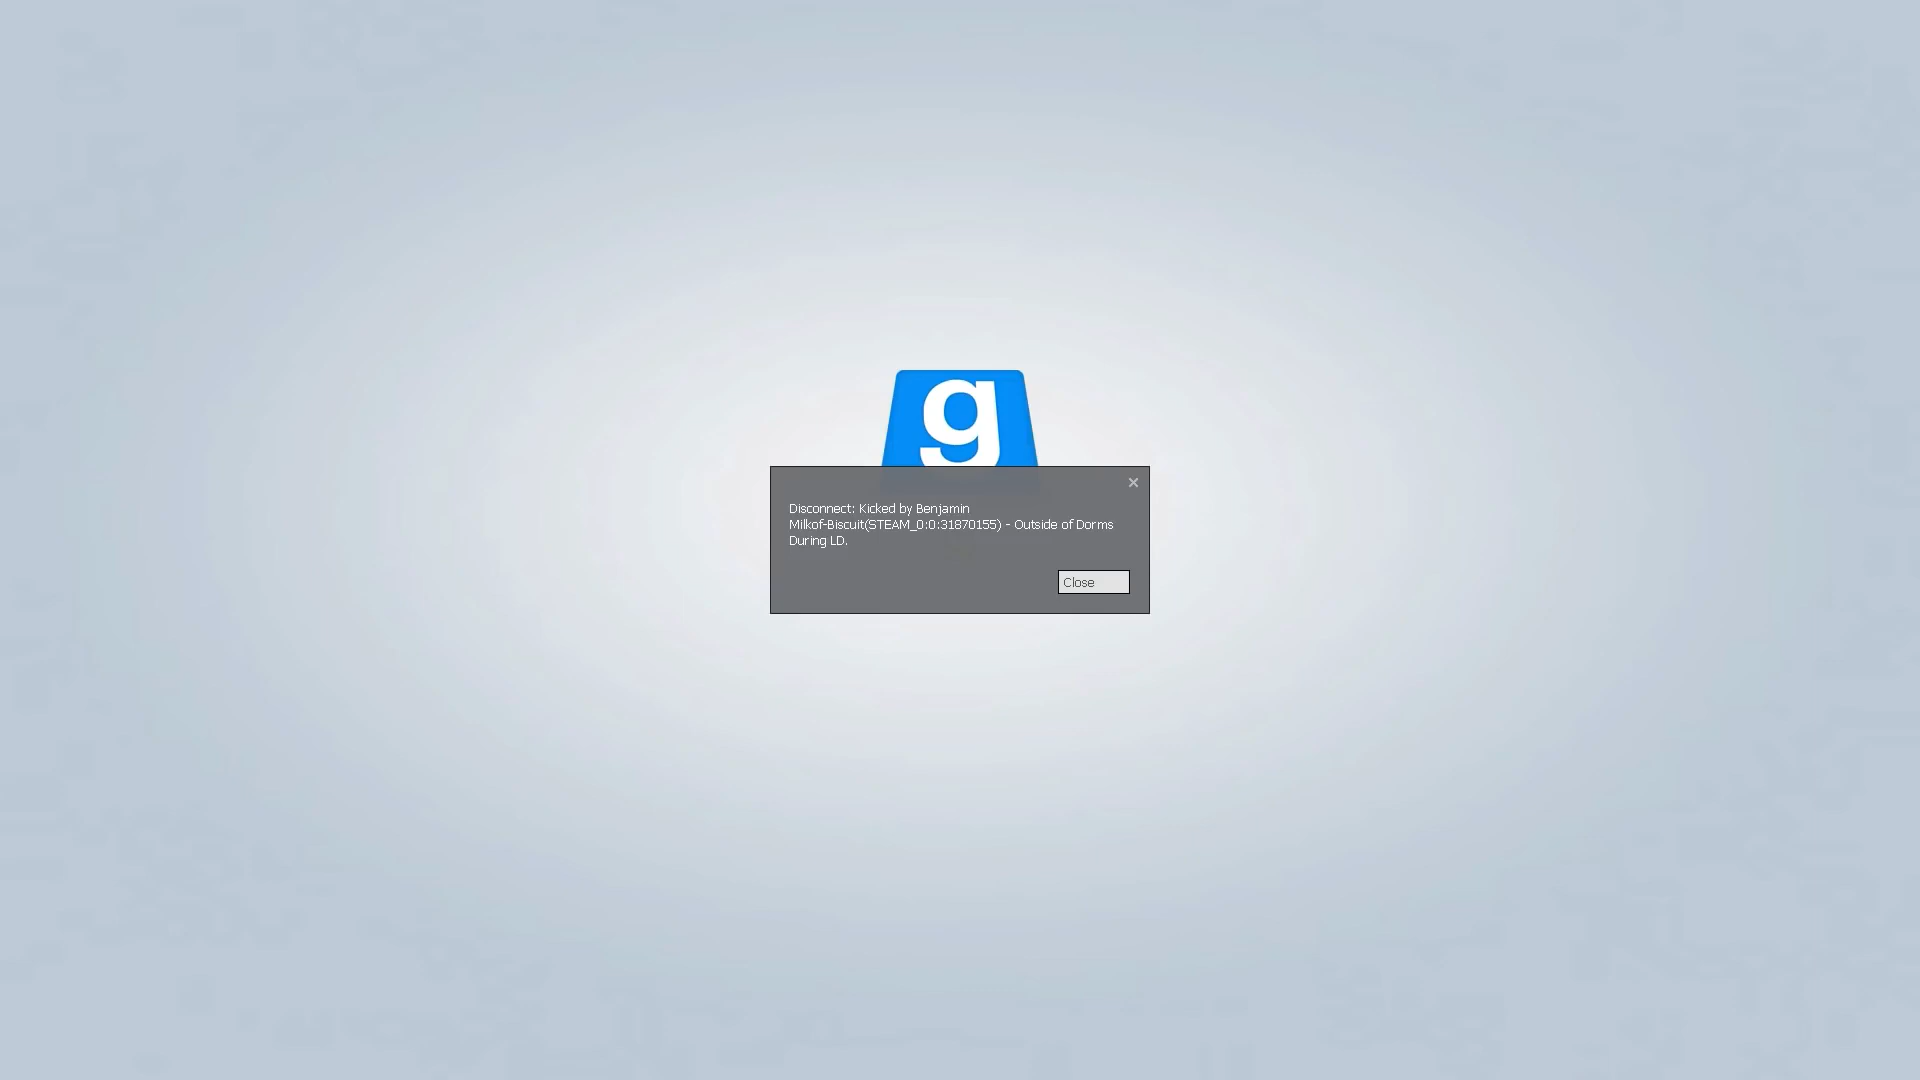 g
Disconnect: Kicked by Benjamin
Milkof-Biscuit(STEAM_0:0:31870155) - Outside of Dorms
During LD.
Close